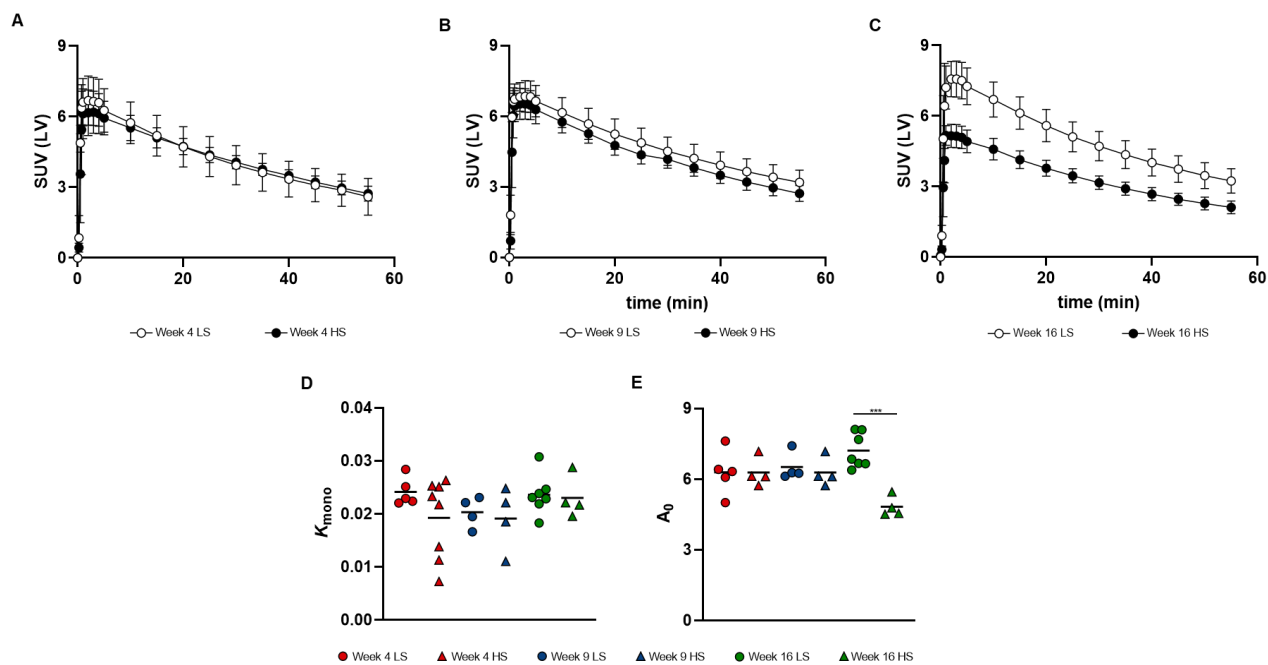 A
B
C
9
6
3
0
SUV (LV)
0
20
40
60
Week 4 LS
Week 4 HS
9
6
3
0
SUV (LV)
0
20
40
60
time (min)
Week 9 LS
Week 9 HS
9
6
3
0
SUV (LV)
0
20
40
60
time (min)
Week 16 LS
Week 16 HS
D
0.04
0.03
0.02
0.01
0.00
Kmono
E
9
6
3
0
A0
***
Week 4 LS Week 4 HS Week 9 LS Week 9 HS Week 16 LS Week 16 HS